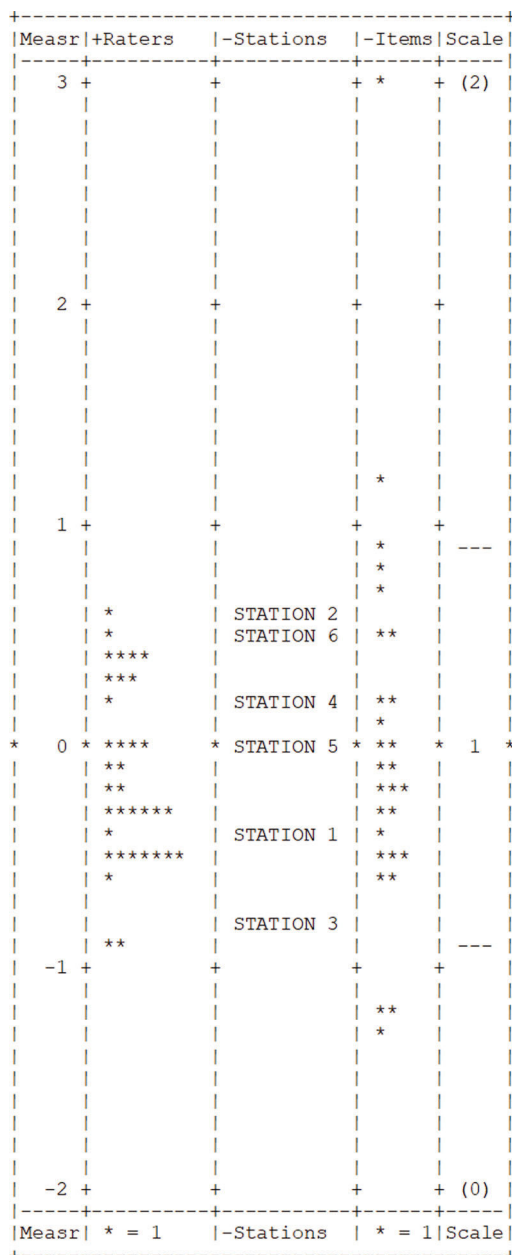 +-----------------------------------------------+
|Measr|+Raters   |-Stations  |-Items|Scale|
|-----+----------+-----------+------+-----|
|   3 +          +           + *    + (2) |
|     |          |           |      |     |
|     |          |           |      |     |
|     |          |           |      |     |
|     |          |           |      |     |
|     |          |           |      |     |
|     |          |           |      |     |
|     |          |           |      |     |
|     |          |           |      |     |
|     |          |           |      |     |
|   2 +          +           +      +     |
|     |          |           |      |     |
|     |          |           |      |     |
|     |          |           |      |     |
|     |          |           |      |     |
|     |          |           |      |     |
|     |          |           |      |     |
|     |          |           |      |     |
|     |          |           | *    |     |
|     |          |           |      |     |
|   1 +          +           +      +     |
|     |          |           | *    | --- |
|     |          |           | *    |     |
|     |          |           | *    |     |
|     | *        | STATION 2 |      |     |
|     | *        | STATION 6 | **   |     |
|     | ****     |           |      |     |
|     | ***      |           |      |     |
|     | *        | STATION 4 | **   |     |
|     |          |           | *    |     |
*   0 * ****     * STATION 5 * **   *  1  *
|     | **       |           | **   |     |
|     | **       |           | ***  |     |
|     | ******   |           | **   |     |
|     | *        | STATION 1 | *    |     |
|     | *******  |           | ***  |     |
|     | *        |           | **   |     |
|     |          |           |      |     |
|     |          | STATION 3 |      |     |
|     | **       |           |      | --- |
|  -1 +          +           +      +     |
|     |          |           |      |     |
|     |          |           | **   |     |
|     |          |           | *    |     |
|     |          |           |      |     |
|     |          |           |      |     |
|     |          |           |      |     |
|     |          |           |      |     |
|     |          |           |      |     |
|     |          |           |      |     |
|  -2 +          +           +      + (0) |
|-----+----------+-----------+------+-----|
|Measr| * = 1    |-Stations  | * = 1|Scale|
+-----------------------------------------------+